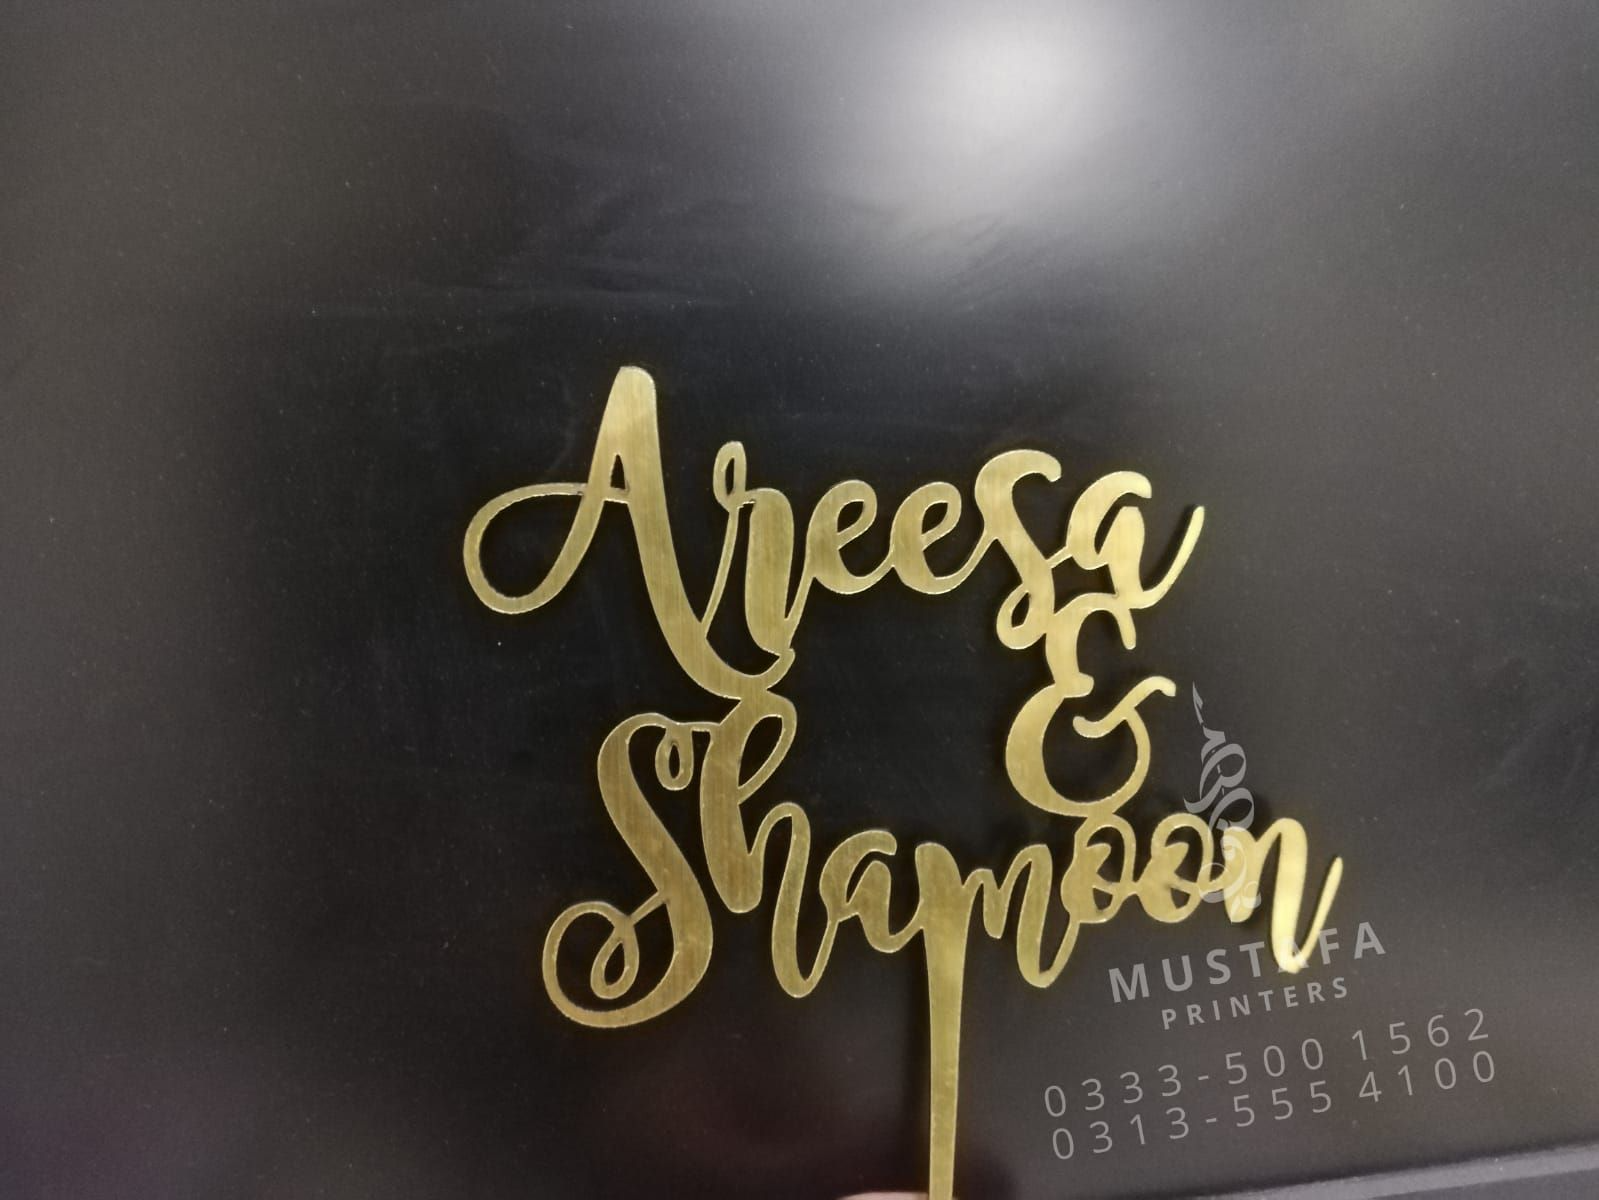 Areesa
&
Shamoon
MUSTAFA
PRINTERS
0333-500 1562
0313-555 4100